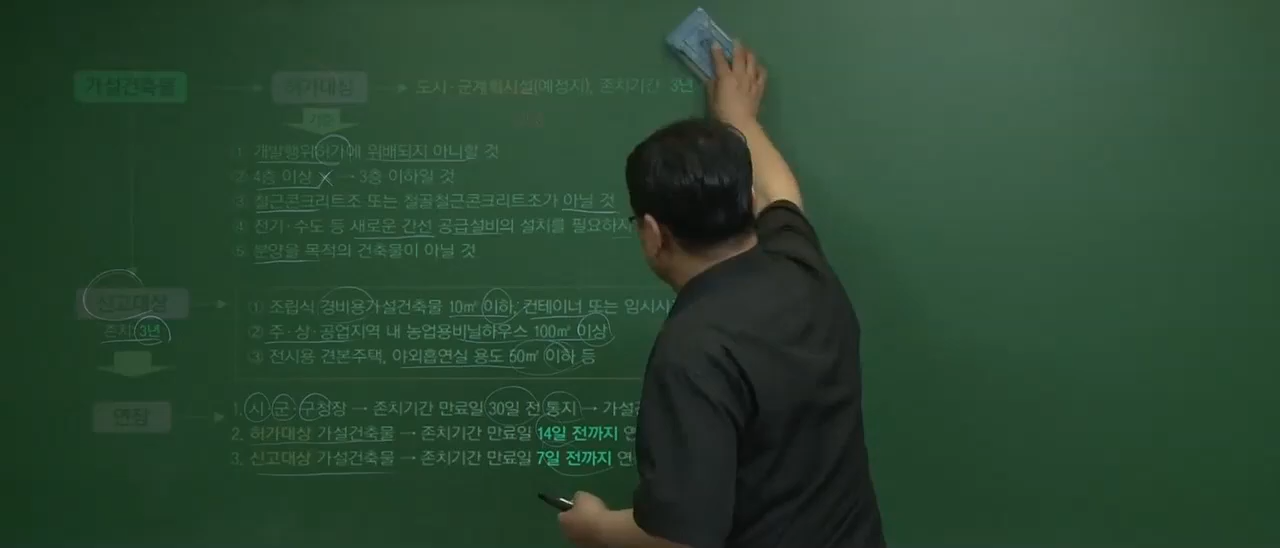 가설건축물 허가대상 도시·군계획시설(예정지), 존치기간 3년
기준
① 개발행위허가에 위배되지 아니할 것
② 4층 이상 × → 3층 이하일 것
③ 철근콘크리트조 또는 철골철근콘크리트조가 아닐 것
④ 전기·수도 등 새로운 간선 공급설비의 설치를 필요하지
⑤ 분양을 목적의 건축물이 아닐 것
신고대상
존치 3년
① 조립식 경비용가설건축물 10㎡ 이하, 컨테이너 또는 임시사
② 주·상·공업지역 내 농업용비닐하우스 100㎡ 이상
③ 전시용 견본주택, 야외흡연실 용도 50㎡ 이하 등
연장
1. 시·군·구청장 → 존치기간 만료일 30일 전 통지 → 가설
2. 허가대상 가설건축물 → 존치기간 만료일 14일 전까지 연
3. 신고대상 가설건축물 → 존치기간 만료일 7일 전까지 연